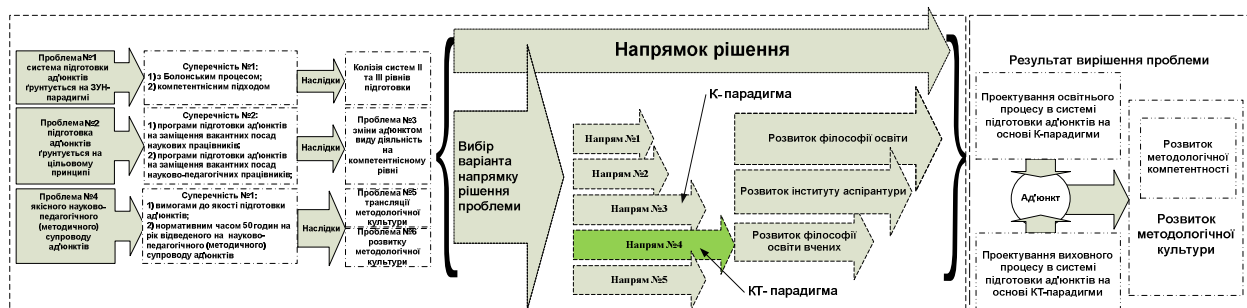 Проблема №1
система підготовки
ад'юнктів
ґрунтується на ЗУН-
парадигмі
Суперечність №1:
1) з Болонським процесом;
2) компетентнісним підходом
Наслідки
Колізія систем ІІ
та ІІІ рівнів
підготовки
Проблема №2
підготовка
ад'юнктів
ґрунтується на
цільовому
принципі
Суперечність №2:
1) програми підготовки ад'юнктів
на заміщення вакантних посад
наукових працівників;
2) програми підготовки ад'юнктів
на заміщення вакантних посад
науково-педагогічних працівників;
Наслідки
Проблема №3
зміни ад'юнктом
виду діяльність на
компетентнісному
рівні
Проблема №4
якісного науково-
педагогічного
(методичного)
супроводу
ад'юнктів
Суперечність №1;
1) вимогами до якості підготовки
ад'юнктів;
2) нормативним часом 50 годин на
рік відведеного на науково-
педагогічного (методичного)
супроводу ад'юнктів
Наслідки
Проблема №5
трансляції
методологічної
культури
Проблема №6
розвитку
методологічної
культури
Напрямок рішення
Вибір
варіанта
напрямку
рішення
проблеми
К- парадигма
Напрям №1
Напрям №2
Напрям №3
Напрям №4
Напрям №5
КТ- парадигма
Розвиток філософії освіти
Розвиток інституту аспірантури
Розвиток філософії
освіти вчених
Результат вирішення проблеми
Проектування освітнього
процесу в системі
підготовки ад'юнктів на
основі К-парадигми
Ад'юнкт
Проектування виховного
процесу в системі
підготовки ад'юнктів на
основі КТ-парадигми
Розвиток
методологічної
компетентності
Розвиток
методологічної
культури